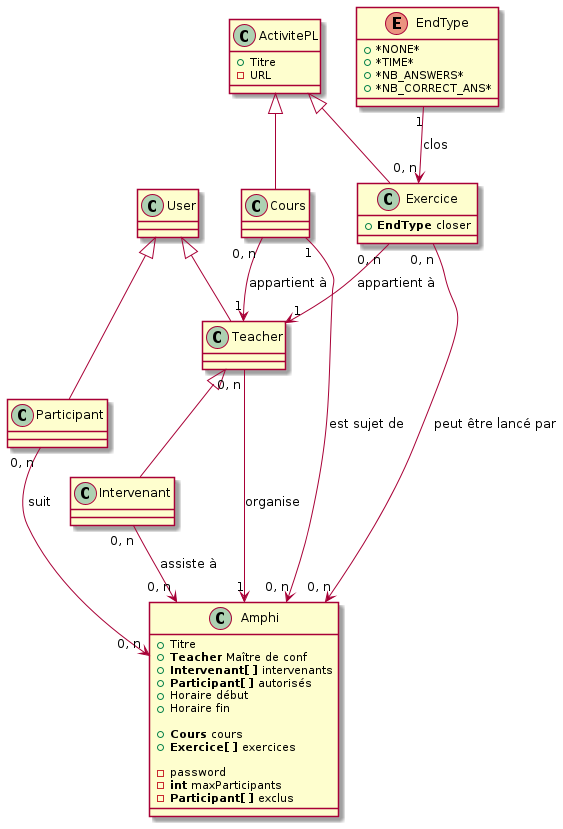 C ActivitePL
Titre
URL
E EndType
*NONE*
*TIME*
*NB_ANSWERS*
*NB_CORRECT_ANS*
1
clos
0, n
C User
C Cours
C Exercice
EndType closer
0, n
1
0, n
0, n
appartient à
appartient à
1
1
C Teacher
0, n
C Participant
0, n
est sujet de
peut être lancé par
C Intervenant
suit
organise
0, n
assiste à
0, n
1
0, n
0, n
0, n
C Amphi
Titre
Teacher Maître de conf
Intervenant[ ] intervenants
Participant[ ] autorisés
Horaire début
Horaire fin
Cours cours
Exercice[ ] exercices
password
int maxParticipants
Participant[ ] exclus